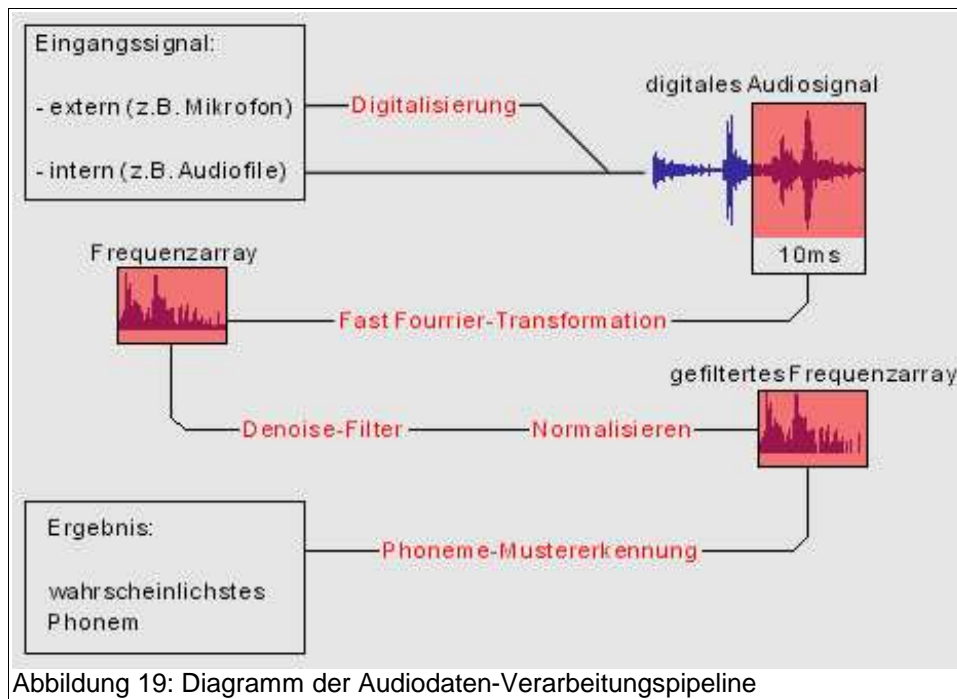 Eingangssignal:
- extern (z.B. Mikrofon)
Digitalisierung
- intern (z.B. Audiofile)
digitales Audiosignal
10ms
Frequenzarray
Fast Fourrier-Transformation
gefiltertes Frequenzarray
Denoise-Filter
Normalisieren
Ergebnis:
wahrscheinlichstes
Phonem
Phoneme-Mustererkennung
Abbildung 19: Diagramm der Audiodaten-Verarbeitungspipeline